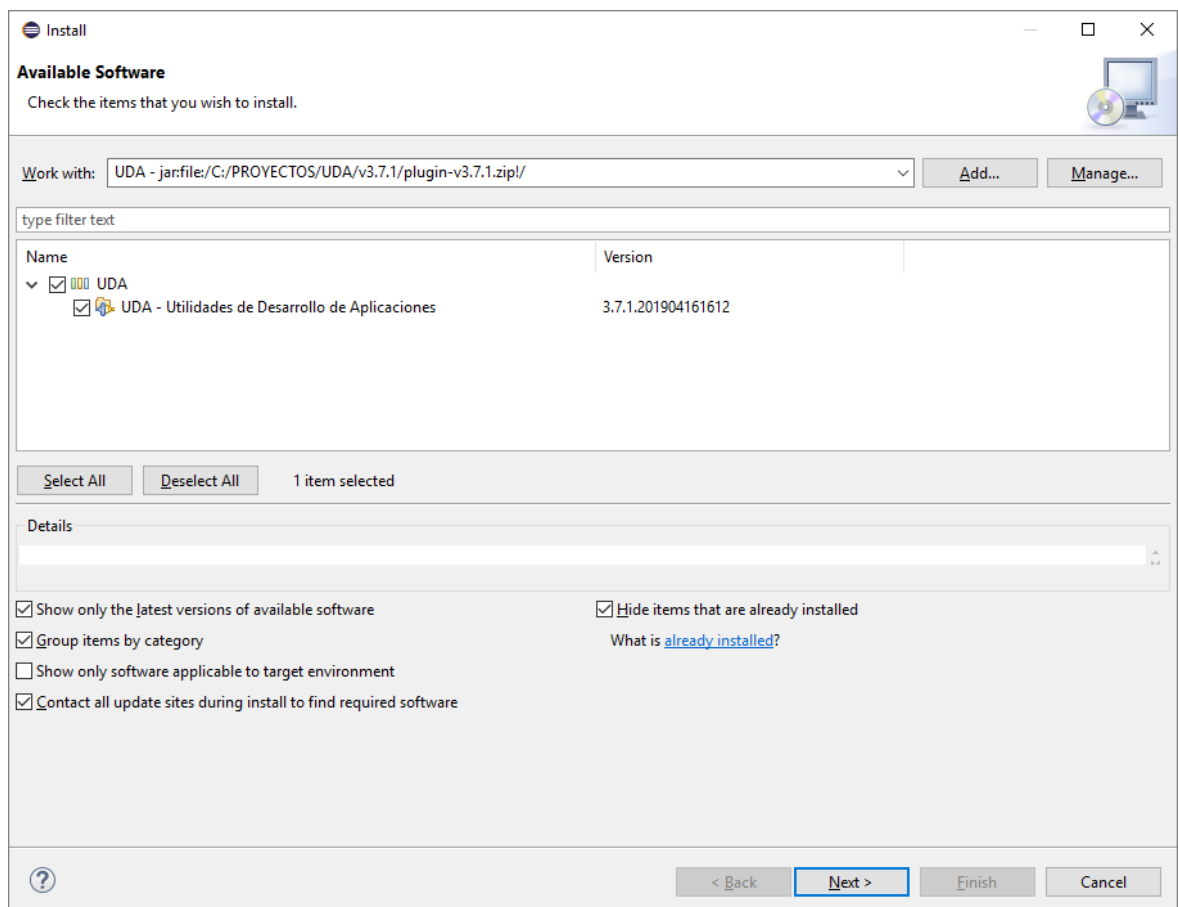 Install
Available Software
Check the items that you wish to install.
Work with: UDA - jar:file:/C:/PROYECTOS/UDA/v3.7.1/plugin-v3.7.1.zip!/ Add... Manage...
type filter text
Name Version
UDA
UDA - Utilidades de Desarrollo de Aplicaciones 3.7.1.201904161612
Select All Deselect All 1 item selected
Details
Show only the latest versions of available software Hide items that are already installed
Group items by category What is already installed?
Show only software applicable to target environment
Contact all update sites during install to find required software
? < Back Next > Finish Cancel